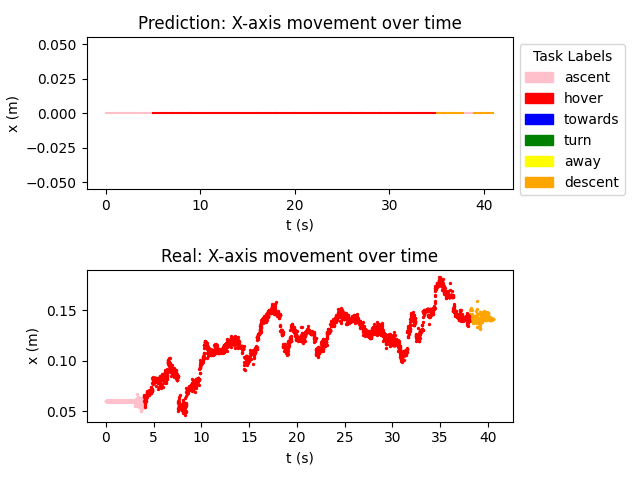 Prediction: X-axis movement over time
0.050
0.025
0.000
−0.025
−0.050
x (m)
0 10 20 30 40
t (s)
Task Labels
ascent
hover
towards
turn
away
descent
Real: X-axis movement over time
0.15
0.10
0.05
x (m)
0 5 10 15 20 25 30 35 40
t (s)